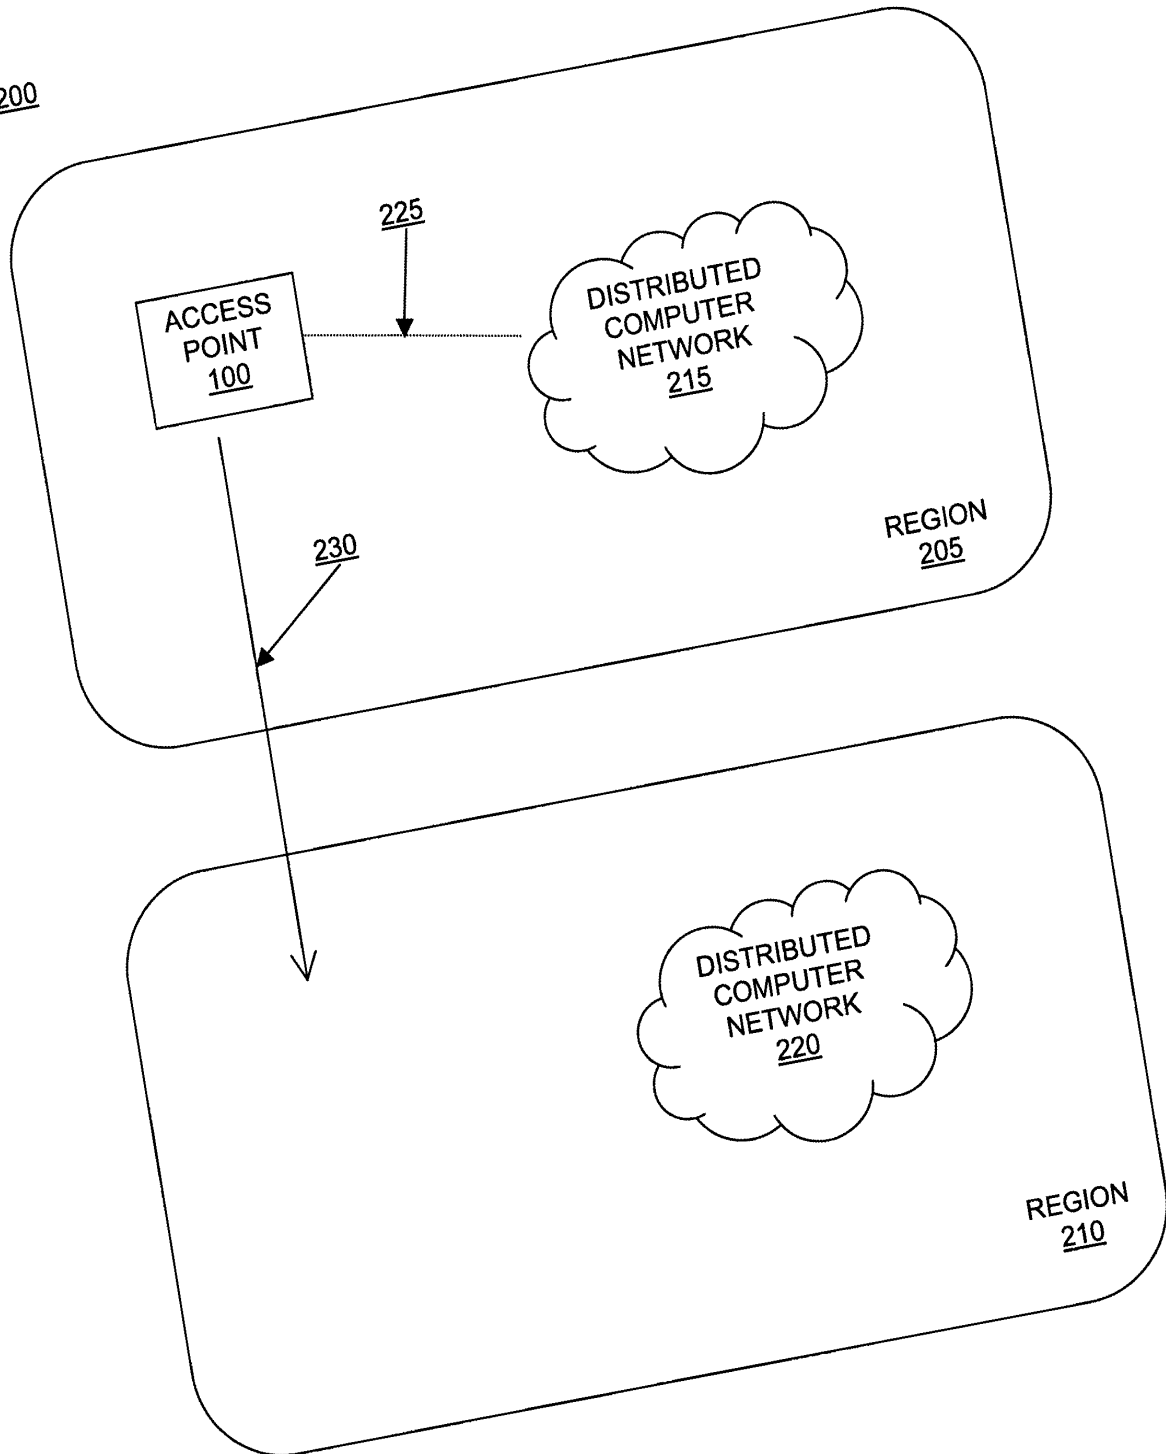 200
225
ACCESS
POINT
100
DISTRIBUTED
COMPUTER
NETWORK
215
230
REGION
205
DISTRIBUTED
COMPUTER
NETWORK
220
REGION
210